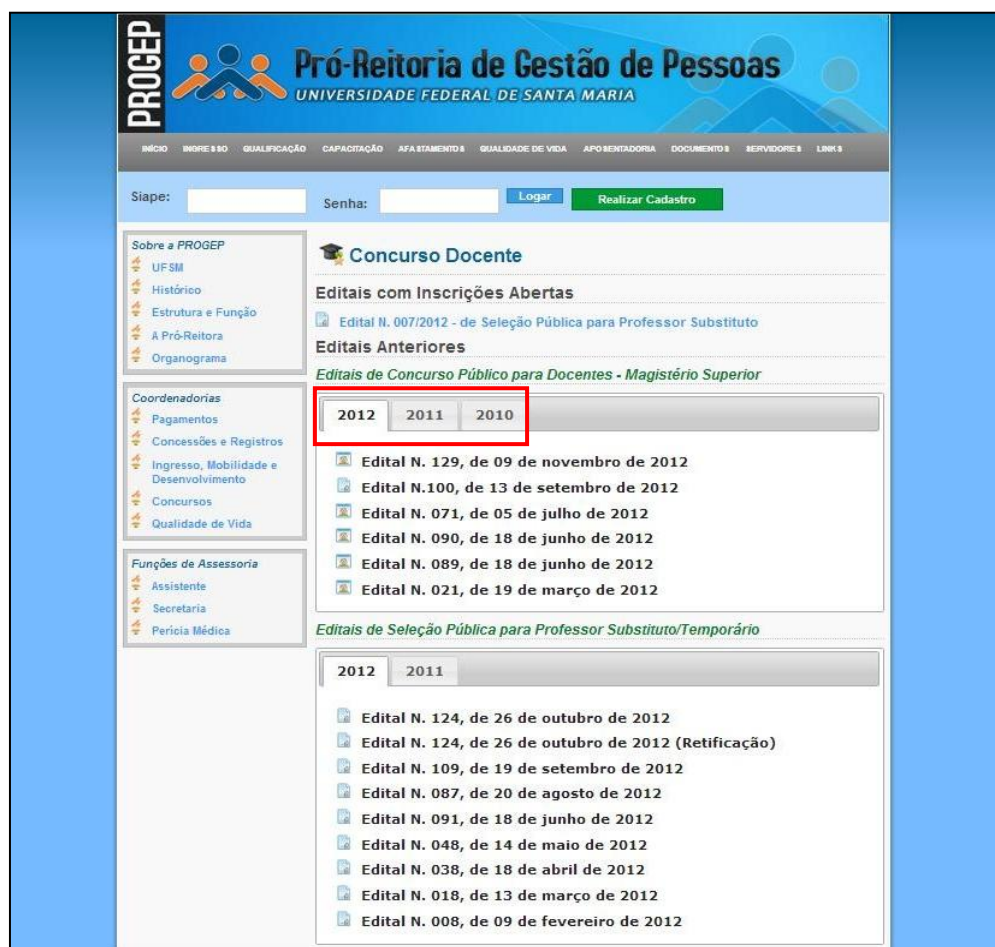 PROGEP
Pró-Reitoria de Gestão de Pessoas
UNIVERSIDADE FEDERAL DE SANTA MARIA
INÍCIO INGRESSO QUALIFICAÇÃO CAPACITAÇÃO AFASTAMENTOS QUALIDADE DE VIDA APOSENTADORIA DOCUMENTOS SERVIDORES LINKS
Siape: Senha: Logar Realizar Cadastro
Sobre a PROGEP
UFSM
Histórico
Estrutura e Função
A Pró-Reitora
Organograma
Coordenadorias
Pagamentos
Concessões e Registros
Ingresso, Mobilidade e
Desenvolvimento
Concursos
Qualidade de Vida
Funções de Assessoria
Assistente
Secretaria
Perícia Médica
Concurso Docente
Editais com Inscrições Abertas
Edital N. 007/2012 - de Seleção Pública para Professor Substituto
Editais Anteriores
Editais de Concurso Público para Docentes - Magistério Superior
2012 2011 2010
Edital N. 129, de 09 de novembro de 2012
Edital N.100, de 13 de setembro de 2012
Edital N. 071, de 05 de julho de 2012
Edital N. 090, de 18 de junho de 2012
Edital N. 089, de 18 de junho de 2012
Edital N. 021, de 19 de março de 2012
Editais de Seleção Pública para Professor Substituto/Temporário
2012 2011
Edital N. 124, de 26 de outubro de 2012
Edital N. 124, de 26 de outubro de 2012 (Retificação)
Edital N. 109, de 19 de setembro de 2012
Edital N. 087, de 20 de agosto de 2012
Edital N. 091, de 18 de junho de 2012
Edital N. 048, de 14 de maio de 2012
Edital N. 038, de 18 de abril de 2012
Edital N. 018, de 13 de março de 2012
Edital N. 008, de 09 de fevereiro de 2012